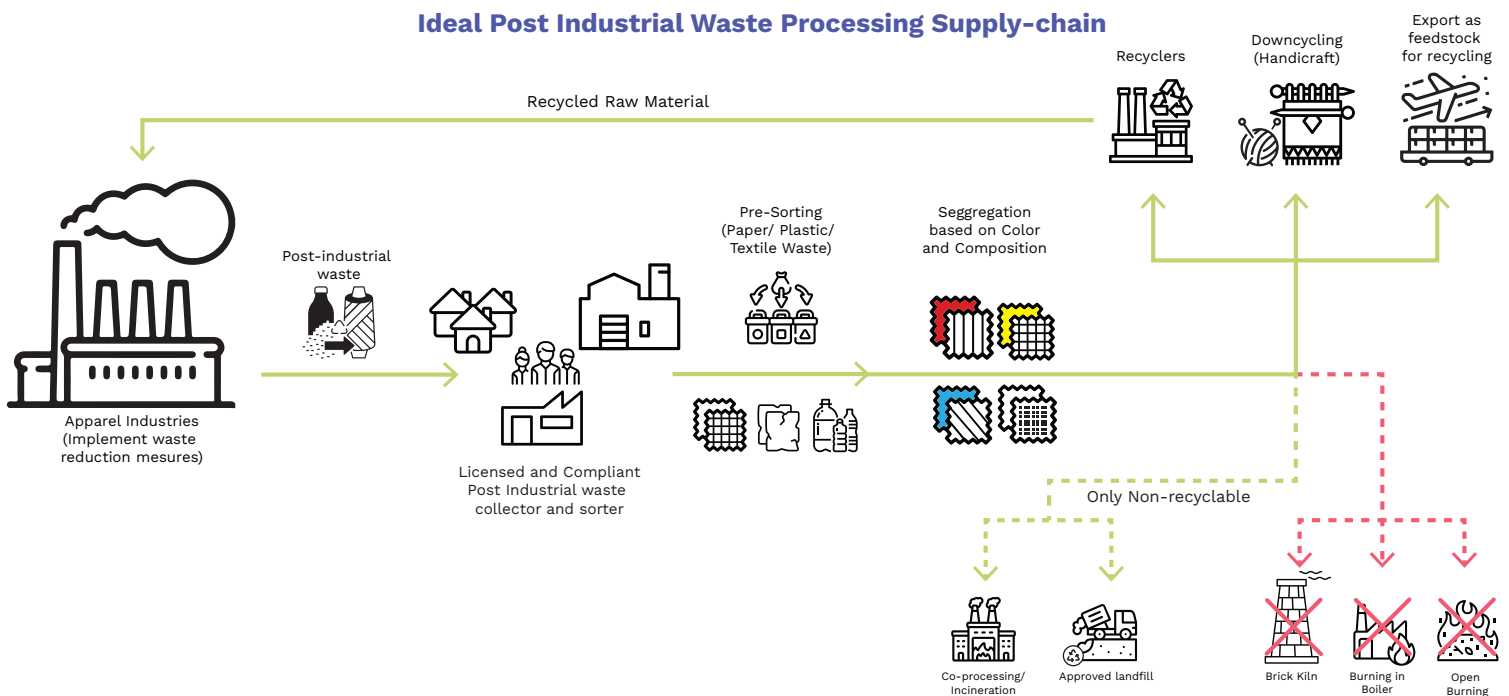 Ideal Post Industrial Waste Processing Supply-chain
Export as
feedstock
for recycling
Downcycling
(Handicraft)
Recyclers
Recycled Raw Material
Pre-Sorting
(Paper/ Plastic/
Textile Waste)
Seggregation
based on Color
and Composition
Post-industrial
waste
Apparel Industries
(Implement waste
reduction mesures)
Licensed and Compliant
Post Industrial waste
collector and sorter
Only Non-recyclable
Co-processing/
Incineration
Approved landfill
Brick Kiln
Burning in
Boiler
Open
Burning